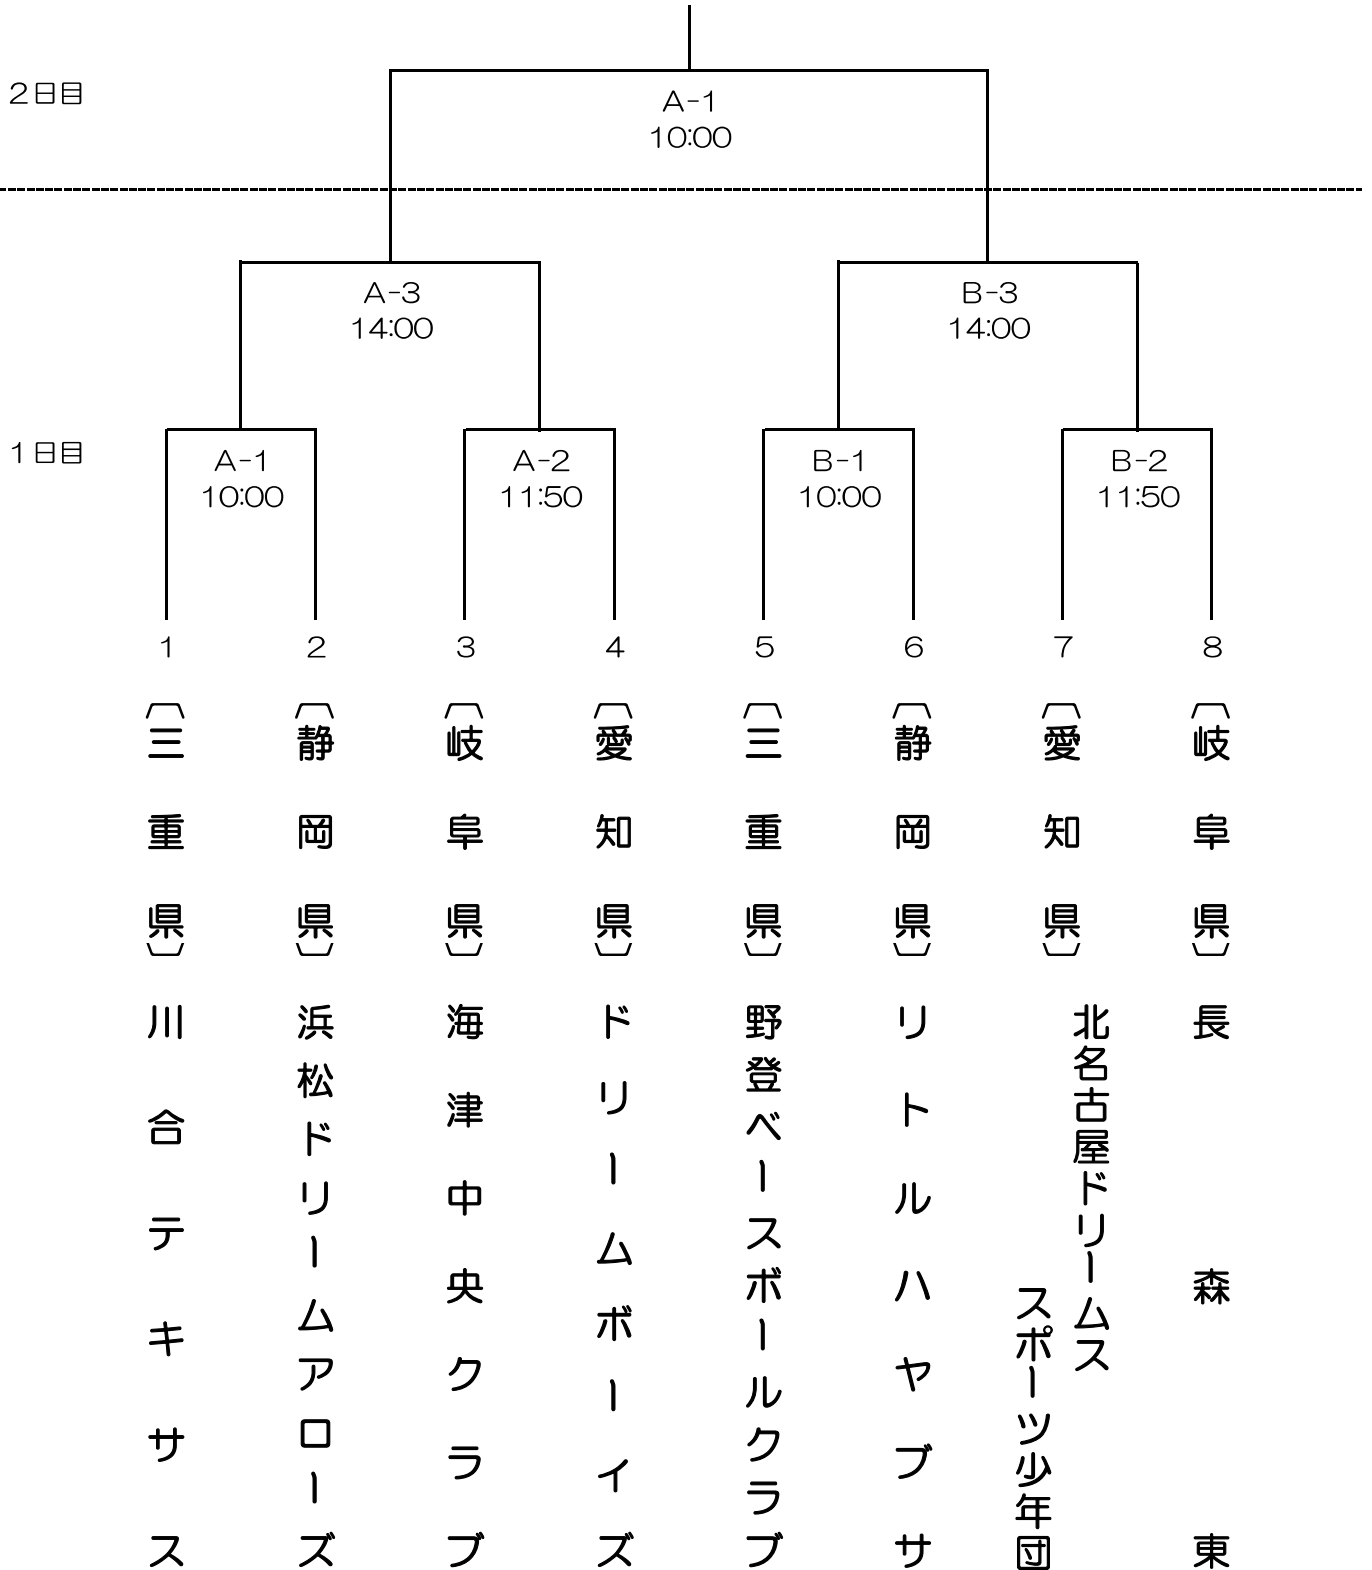 2日目
A-1
10:00
A-3
14:00
B-3
14:00
1日目
A-1
10:00
A-2
11:50
B-1
10:00
B-2
11:50
1
2
3
4
5
6
7
8
(三重県)川合テキサス
(静岡県)浜松ドリームアローズ
(岐阜県)海津中央クラブ
(愛知県)ドリームボーイズ
(三重県)野登ベースボールクラブ
(静岡県)リトルハヤブサ
(愛知県)北名古屋ドリームス
スポーツ少年団
(岐阜県)長森東